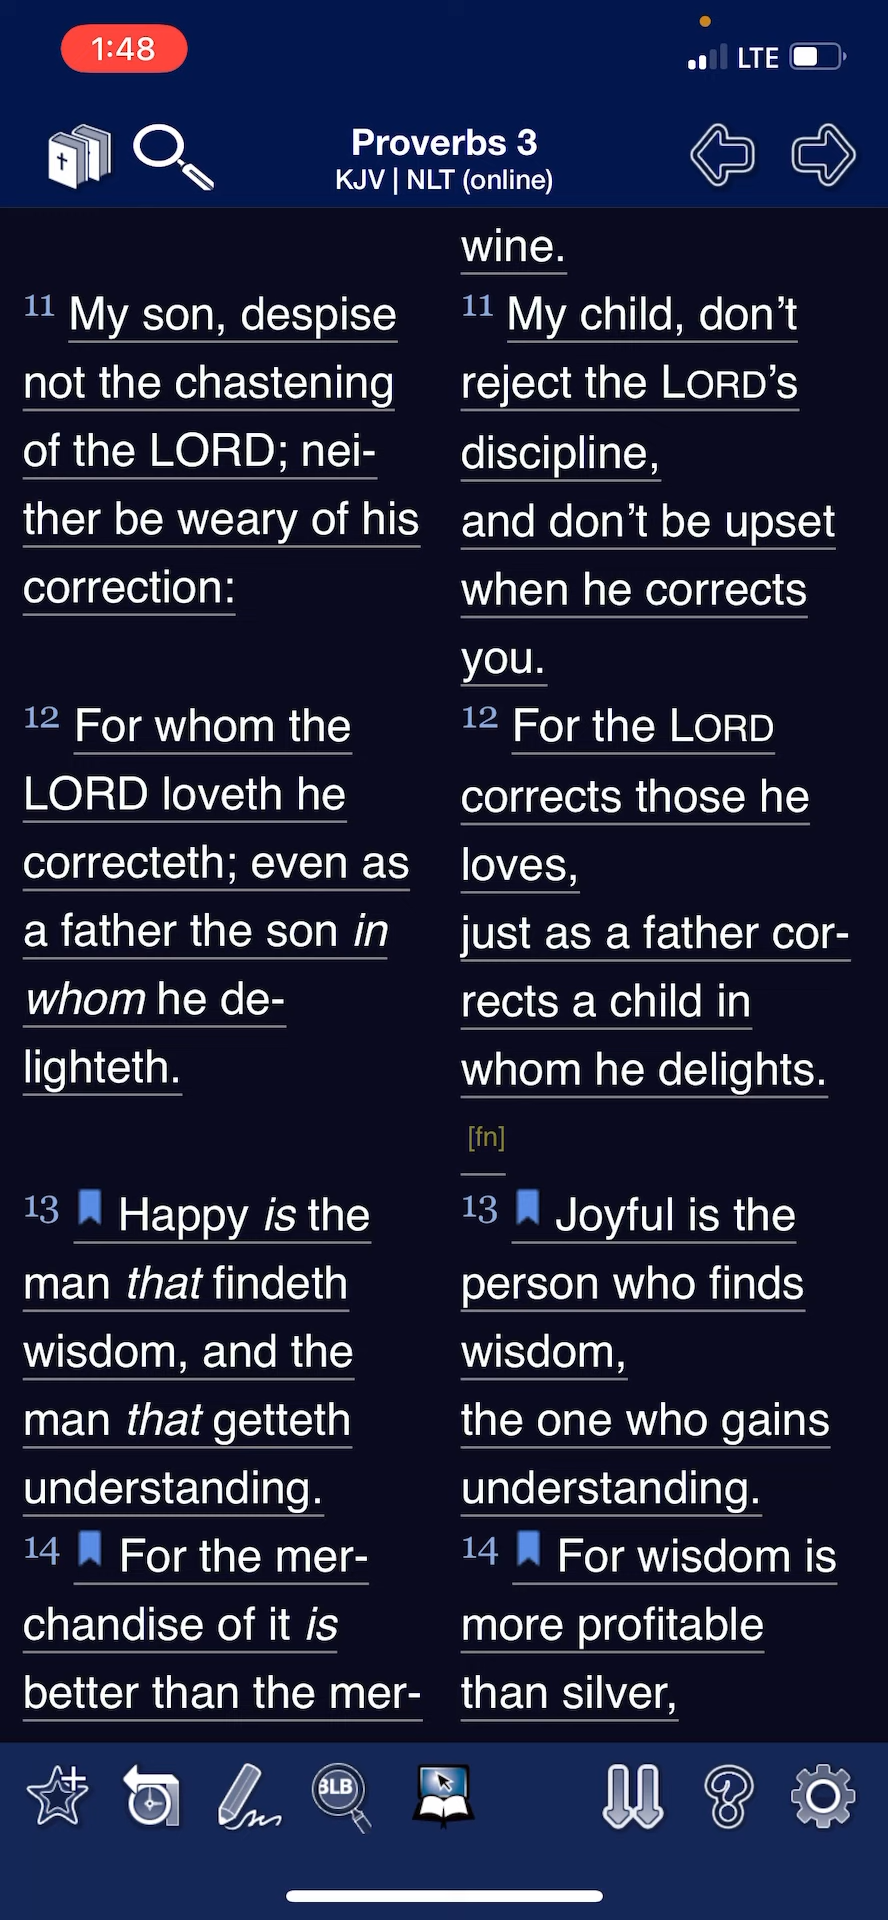 1:48
LTE
Proverbs 3
KJV | NLT (online)
wine.
11 My son, despise
not the chastening
of the LORD; nei-
ther be weary of his
correction:
12 For whom the
LORD loveth he
correcteth; even as
a father the son in
whom he de-
lighteth.
13 Happy is the
man that findeth
wisdom, and the
man that getteth
understanding.
14 For the mer-
chandise of it is
better than the mer-
11 My child, don’t
reject the LORD’s
discipline,
and don’t be upset
when he corrects
you.
12 For the LORD
corrects those he
loves,
just as a father cor-
rects a child in
whom he delights.
[fn]
13 Joyful is the
person who finds
wisdom,
the one who gains
understanding.
14 For wisdom is
more profitable
than silver,
BLB